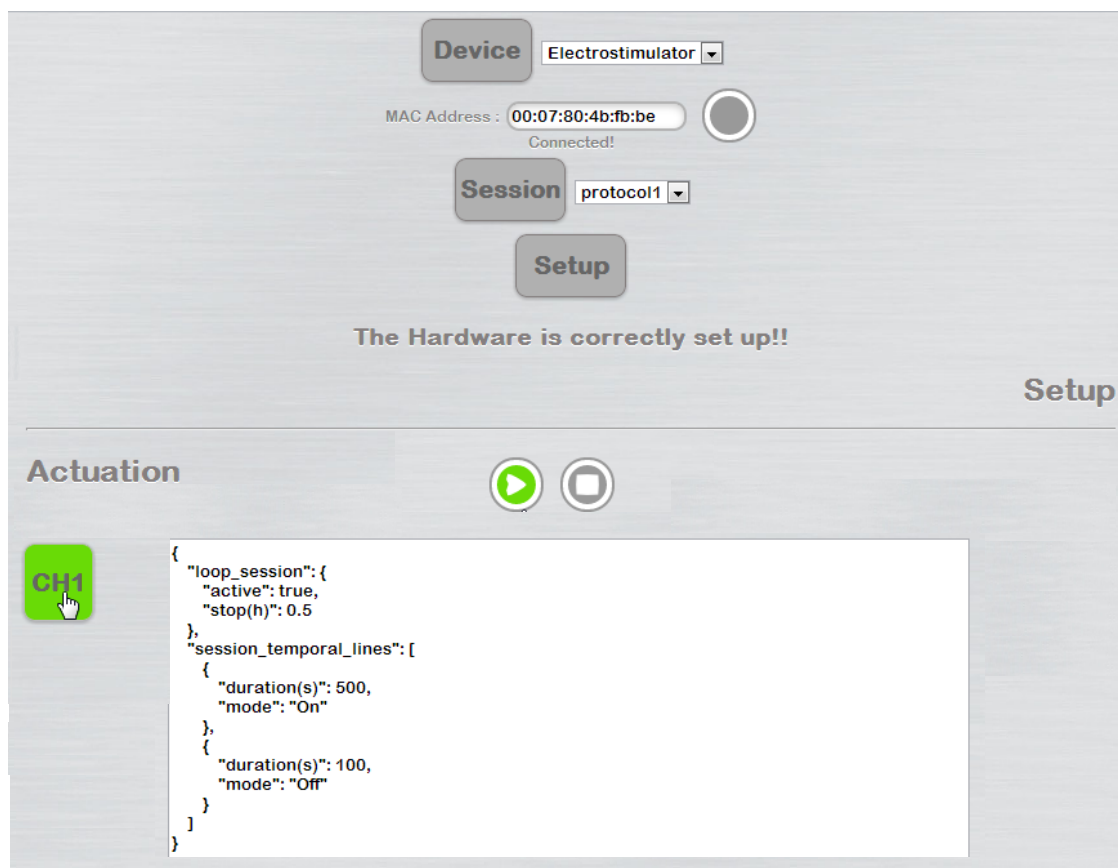 Device Electrostimulator
MAC Address : 00:07:80:4b:fb:be
Connected!
Session protocol1
Setup
The Hardware is correctly set up!!
Setup
Actuation
CH1
{
"loop_session": {
"active": true,
"stop(h)": 0.5
},
"session_temporal_lines": [
{
"duration(s)": 500,
"mode": "On"
},
{
"duration(s)": 100,
"mode": "Off"
}
]
}